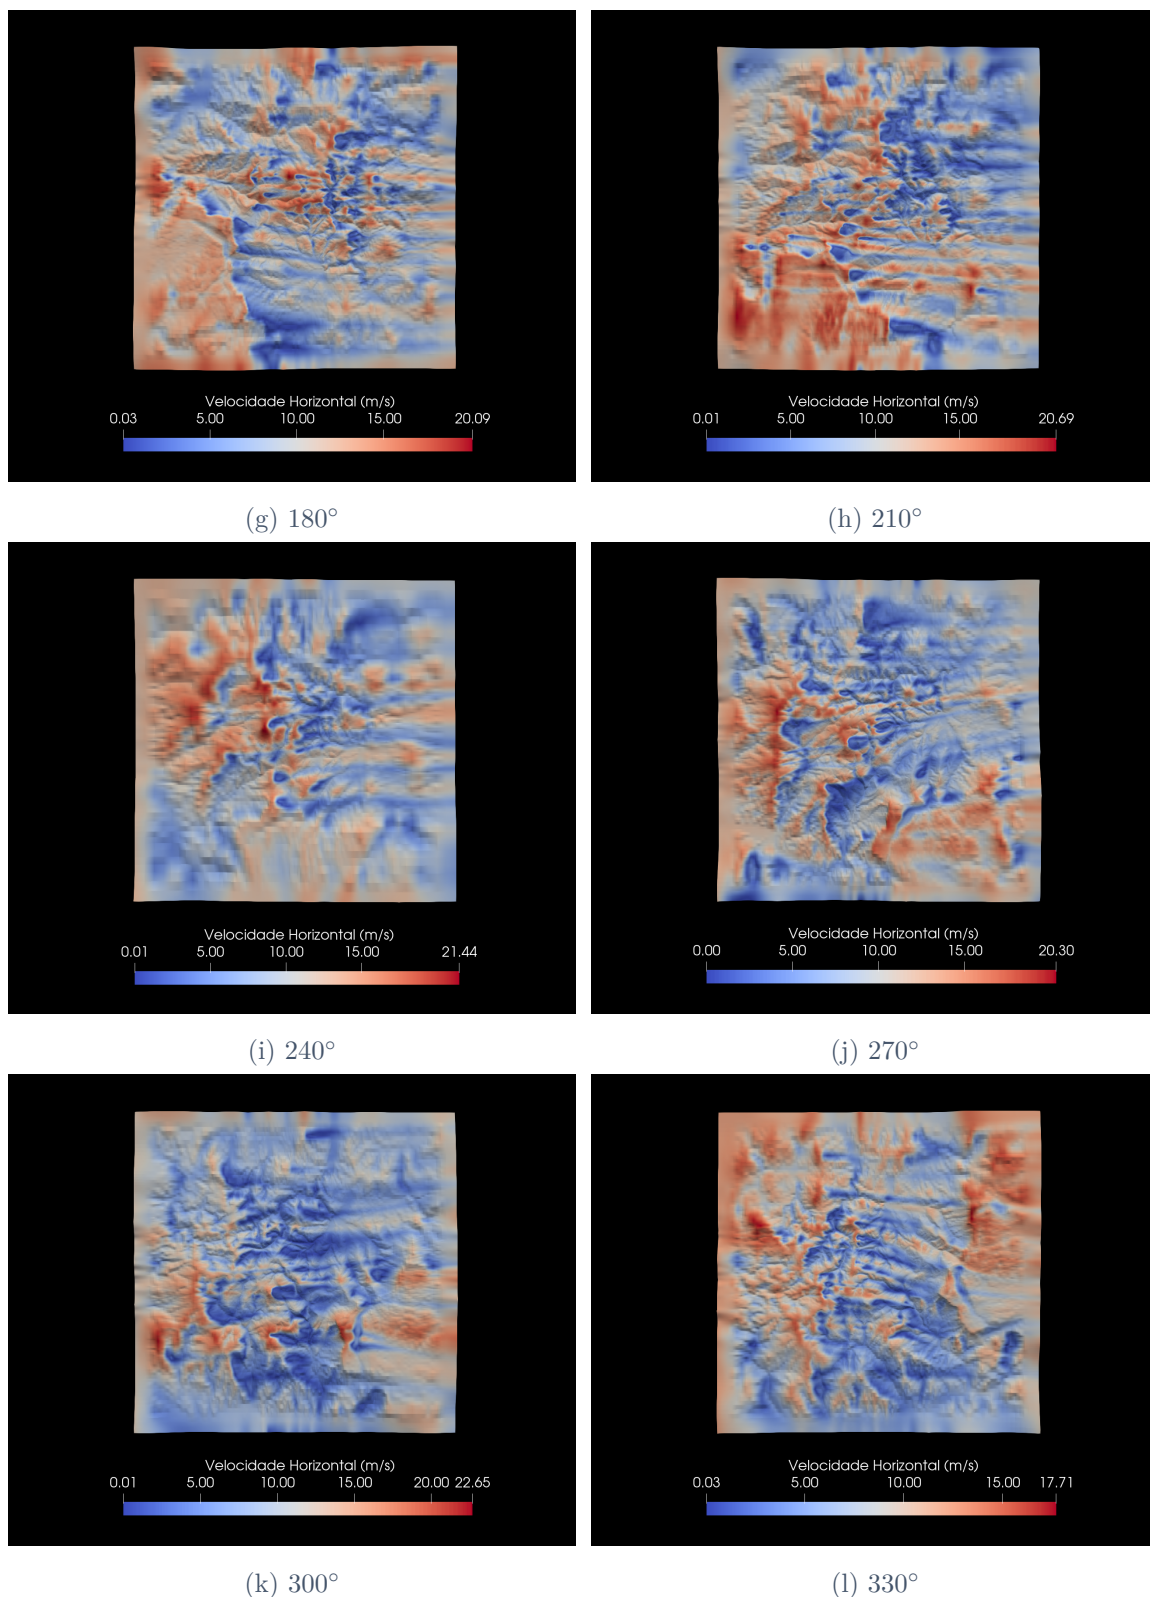 Velocidade Horizontal (m/s)
0.03 5.00 10.00 15.00 20.09
(g) 180°
Velocidade Horizontal (m/s)
0.01 5.00 10.00 15.00 20.69
(h) 210°
Velocidade Horizontal (m/s)
0.01 5.00 10.00 15.00 21.44
(i) 240°
Velocidade Horizontal (m/s)
0.00 5.00 10.00 15.00 20.30
(j) 270°
Velocidade Horizontal (m/s)
0.01 5.00 10.00 15.00 20.00 22.65
(k) 300°
Velocidade Horizontal (m/s)
0.03 5.00 10.00 15.00 17.71
(l) 330°